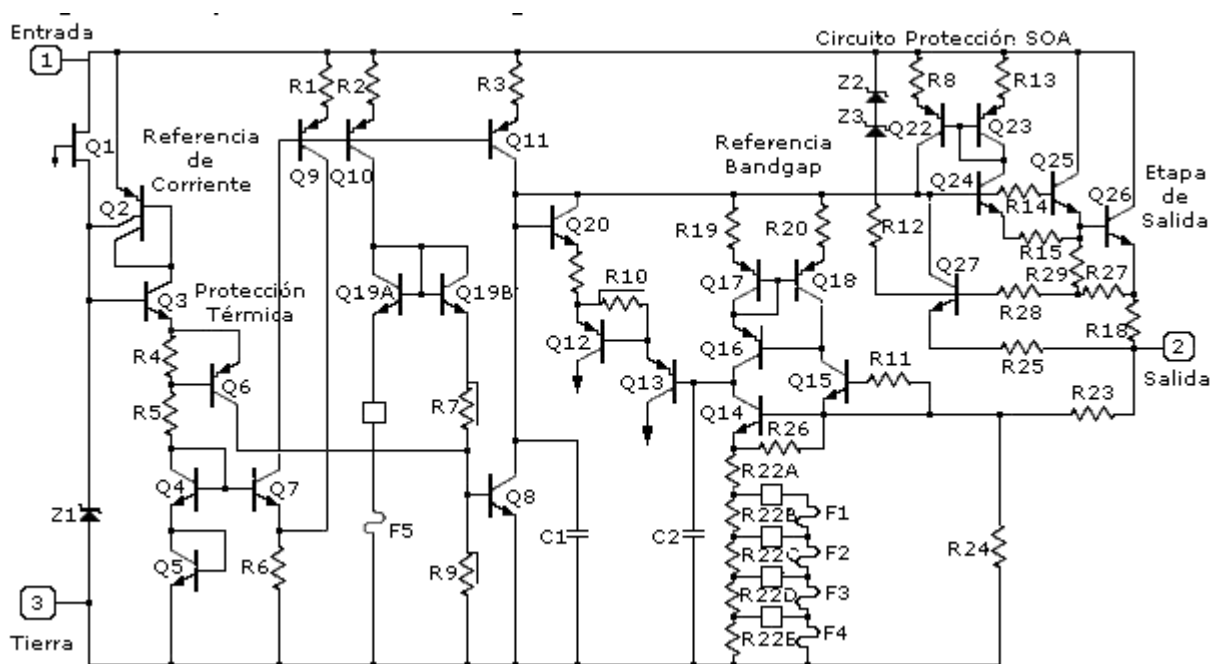 Entrada
1
Circuito Protección SOA
R1
R2
R3
Z2
R8
R13
Z3
Q22
Q23
Q1
Referencia
de
Corriente
Q9
Q10
Q11
Referencia
Bandgap
Q24
Q25
R14
Q26
Etapa
de
Salida
Q2
Q20
R19
R20
R12
R15
R29
R27
Q27
R10
Q17
Q18
R28
R18
Q3
Protección
Térmica
Q19A
Q19B
Q12
Q13
Q16
R11
R25
2
Salida
R4
Q6
Q15
R23
R5
R7
Q14
R26
Q4
Q7
Q8
R22A
Z1
F5
R22B
F1
C1
C2
R22C
F2
R24
Q5
R6
R9
R22D
F3
3
R22E
F4
Tierra